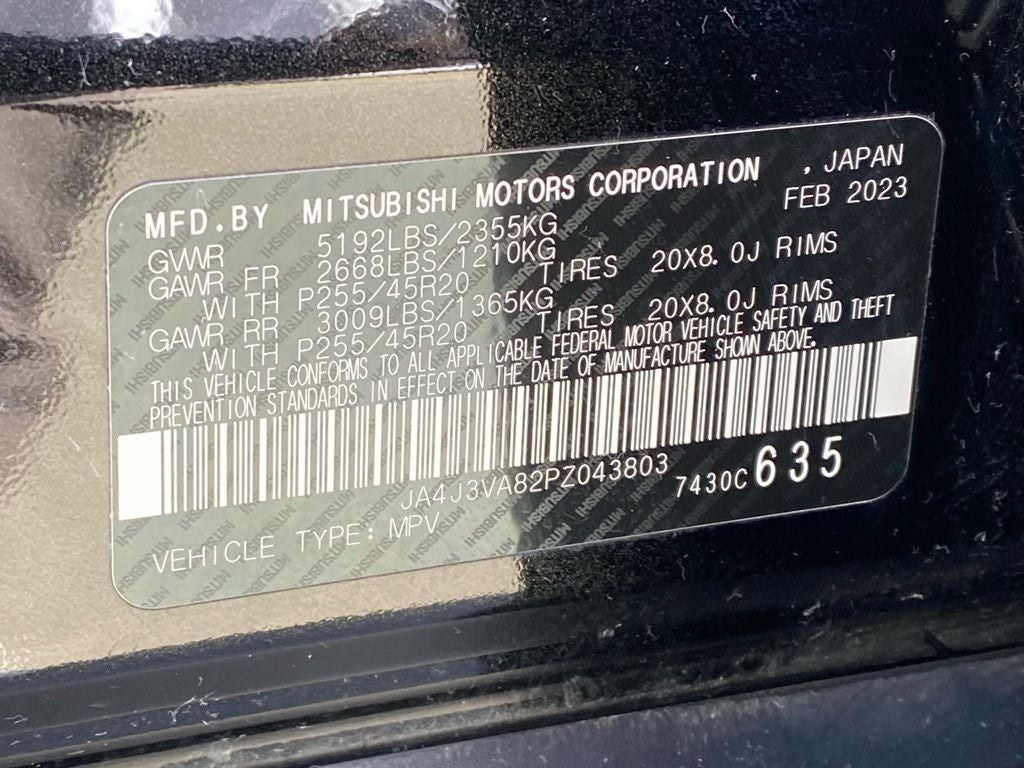 MFD.BY MITSUBISHI MOTORS CORPORATION , JAPAN
FEB 2023
GVWR 5192LBS/2355KG
GAWR FR 2668LBS/1210KG
WITH P255/45R20 TIRES 20X8.0J RIMS
GAWR RR 3009LBS/1365KG
WITH P255/45R20 TIRES 20X8.0J RIMS
THIS VEHICLE CONFORMS TO ALL APPLICABLE FEDERAL MOTOR VEHICLE SAFETY AND THEFT
PREVENTION STANDARDS IN EFFECT ON THE DATE OF MANUFACTURE SHOWN ABOVE.
JA4J3VA82PZ043803 7430C635
VEHICLE TYPE: MPV